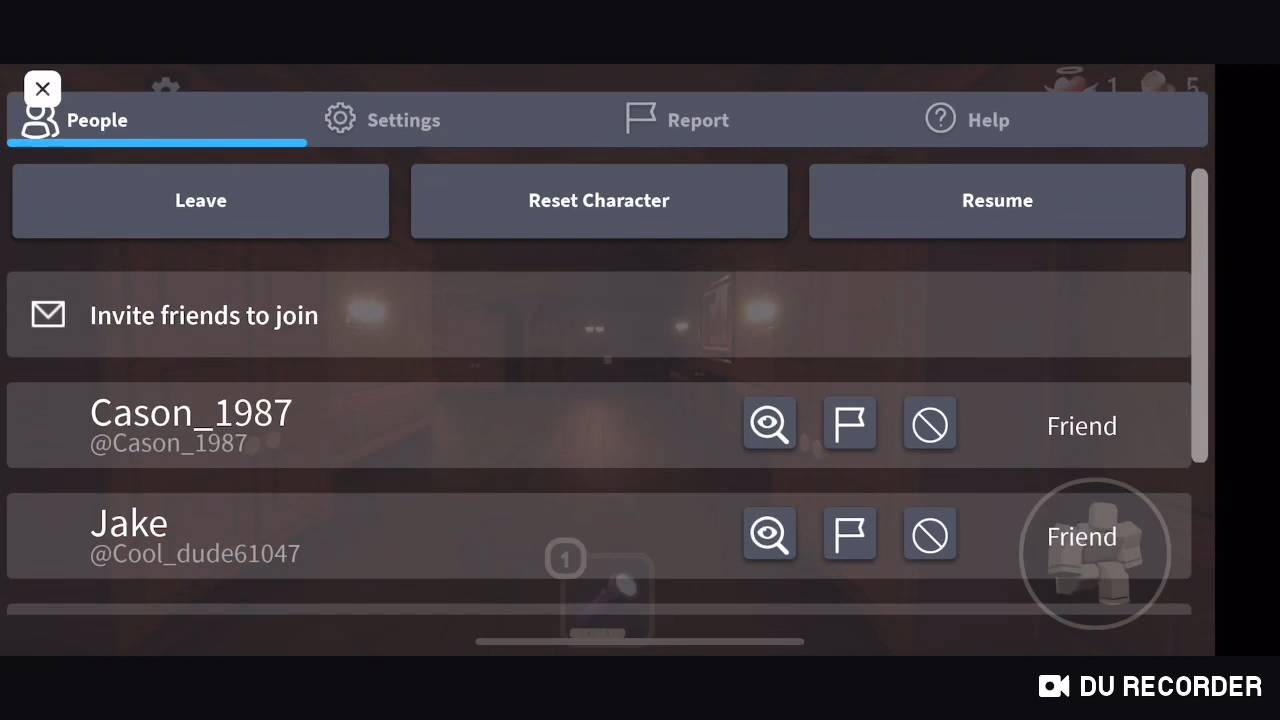 1 5
People Settings Report Help
Leave Reset Character Resume
Invite friends to join
Cason_1987
@Cason_1987
Friend
Jake
@Cool_dude61047
Friend
1
DU RECORDER